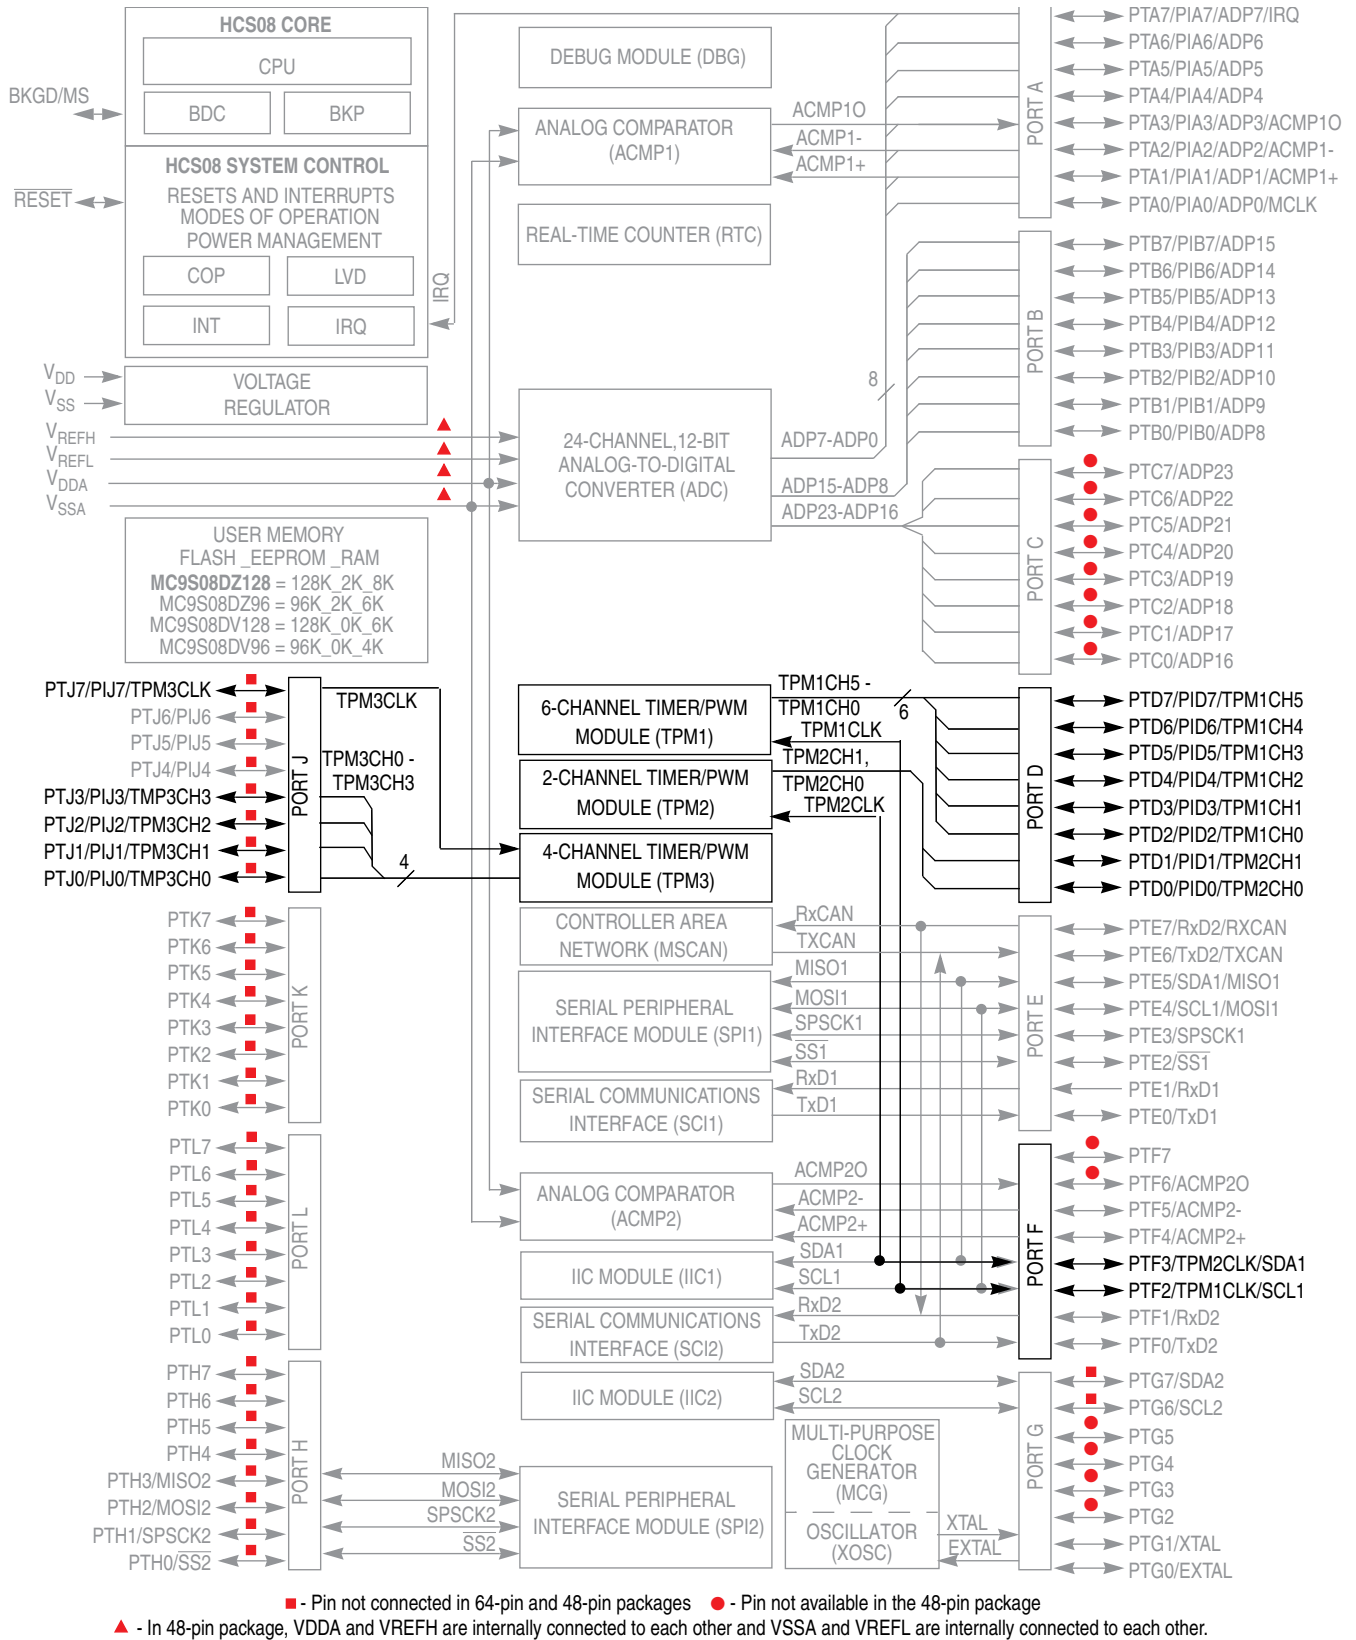 HCS08 CORE
CPU
BDC
BKP
BKGD/MS
HCS08 SYSTEM CONTROL
RESETS AND INTERRUPTS
MODES OF OPERATION
POWER MANAGEMENT
COP
LVD
INT
IRQ
RESET
IRQ
VOLTAGE
REGULATOR
VDD
VSS
VREFH
VREFL
VDDA
VSSA
USER MEMORY
FLASH _EEPROM _RAM
MC9S08DZ128 = 128K_2K_8K
MC9S08DZ96 = 96K_2K_6K
MC9S08DV128 = 128K_0K_6K
MC9S08DV96 = 96K_0K_4K
DEBUG MODULE (DBG)
ANALOG COMPARATOR
(ACMP1)
ACMP1O
ACMP1-
ACMP1+
REAL-TIME COUNTER (RTC)
24-CHANNEL,12-BIT
ANALOG-TO-DIGITAL
CONVERTER (ADC)
8
ADP7-ADP0
ADP15-ADP8
ADP23-ADP16
PORT A
PTA7/PIA7/ADP7/IRQ
PTA6/PIA6/ADP6
PTA5/PIA5/ADP5
PTA4/PIA4/ADP4
PTA3/PIA3/ADP3/ACMP1O
PTA2/PIA2/ADP2/ACMP1-
PTA1/PIA1/ADP1/ACMP1+
PTA0/PIA0/ADP0/MCLK
PORT B
PTB7/PIB7/ADP15
PTB6/PIB6/ADP14
PTB5/PIB5/ADP13
PTB4/PIB4/ADP12
PTB3/PIB3/ADP11
PTB2/PIB2/ADP10
PTB1/PIB1/ADP9
PTB0/PIB0/ADP8
PORT C
PTC7/ADP23
PTC6/ADP22
PTC5/ADP21
PTC4/ADP20
PTC3/ADP19
PTC2/ADP18
PTC1/ADP17
PTC0/ADP16
PTJ7/PIJ7/TPM3CLK
PTJ6/PIJ6
PTJ5/PIJ5
PTJ4/PIJ4
PTJ3/PIJ3/TMP3CH3
PTJ2/PIJ2/TPM3CH2
PTJ1/PIJ1/TPM3CH1
PTJ0/PIJ0/TMP3CH0
PORT J
TPM3CLK
TPM3CH0 -
TPM3CH3
4
6-CHANNEL TIMER/PWM
MODULE (TPM1)
2-CHANNEL TIMER/PWM
MODULE (TPM2)
4-CHANNEL TIMER/PWM
MODULE (TPM3)
TPM1CH5 -
TPM1CH0
6
TPM1CLK
TPM2CH1,
TPM2CH0
TPM2CLK
PORT D
PTD7/PID7/TPM1CH5
PTD6/PID6/TPM1CH4
PTD5/PID5/TPM1CH3
PTD4/PID4/TPM1CH2
PTD3/PID3/TPM1CH1
PTD2/PID2/TPM1CH0
PTD1/PID1/TPM2CH1
PTD0/PID0/TPM2CH0
PTK7
PTK6
PTK5
PTK4
PTK3
PTK2
PTK1
PTK0
PORT K
CONTROLLER AREA
NETWORK (MSCAN)
RxCAN
TXCAN
SERIAL PERIPHERAL
INTERFACE MODULE (SPI1)
MISO1
MOSI1
SPSCK1
SS1
SERIAL COMMUNICATIONS
INTERFACE (SCI1)
RxD1
TxD1
PORT E
PTE7/RxD2/RXCAN
PTE6/TxD2/TXCAN
PTE5/SDA1/MISO1
PTE4/SCL1/MOSI1
PTE3/SPSCK1
PTE2/SS1
PTE1/RxD1
PTE0/TxD1
PTL7
PTL6
PTL5
PTL4
PTL3
PTL2
PTL1
PTL0
PORT L
ANALOG COMPARATOR
(ACMP2)
ACMP2O
ACMP2-
ACMP2+
IIC MODULE (IIC1)
SDA1
SCL1
SERIAL COMMUNICATIONS
INTERFACE (SCI2)
RxD2
TxD2
PORT F
PTF7
PTF6/ACMP2O
PTF5/ACMP2-
PTF4/ACMP2+
PTF3/TPM2CLK/SDA1
PTF2/TPM1CLK/SCL1
PTF1/RxD2
PTF0/TxD2
PTH7
PTH6
PTH5
PTH4
PTH3/MISO2
PTH2/MOSI2
PTH1/SPSCK2
PTH0/SS2
PORT H
MISO2
MOSI2
SPSCK2
SS2
IIC MODULE (IIC2)
SDA2
SCL2
SERIAL PERIPHERAL
INTERFACE MODULE (SPI2)
MULTI-PURPOSE
CLOCK
GENERATOR
(MCG)
OSCILLATOR
(XOSC)
XTAL
EXTAL
PORT G
PTG7/SDA2
PTG6/SCL2
PTG5
PTG4
PTG3
PTG2
PTG1/XTAL
PTG0/EXTAL
- Pin not connected in 64-pin and 48-pin packages
- Pin not available in the 48-pin package
- In 48-pin package, VDDA and VREFH are internally connected to each other and VSSA and VREFL are internally connected to each other.